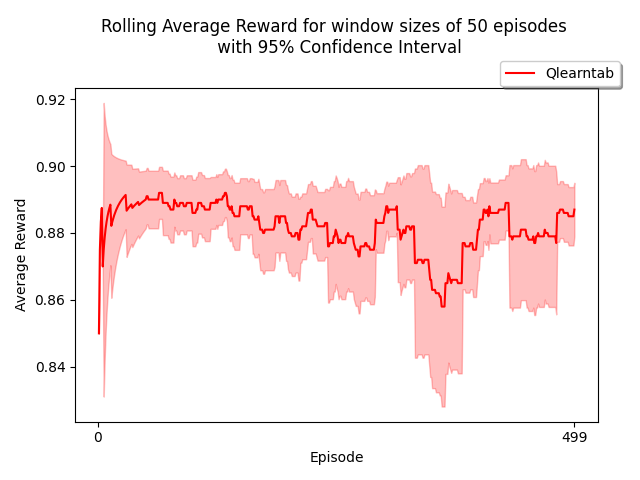 Rolling Average Reward for window sizes of 50 episodes
with 95% Confidence Interval
Qlearntab
0.92
0.90
0.88
0.86
0.84
Average Reward
0
499
Episode